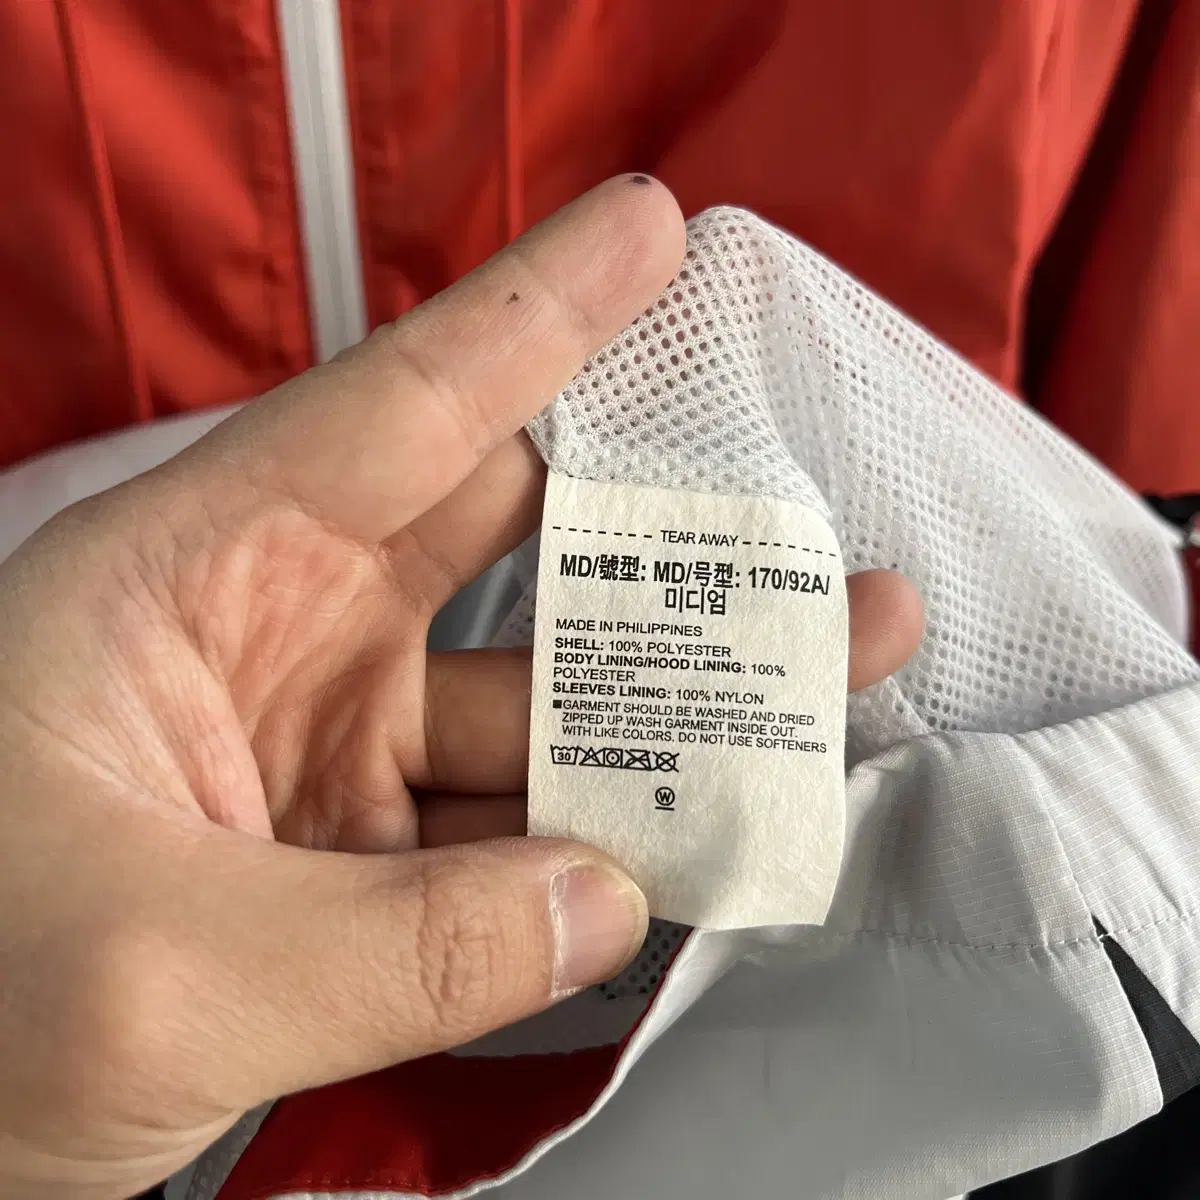 TEAR AWAY
MD/號型: MD/号型: 170/92A/
미디엄
MADE IN PHILIPPINES
SHELL: 100% POLYESTER
BODY LINING/HOOD LINING: 100%
POLYESTER
SLEEVES LINING: 100% NYLON
■GARMENT SHOULD BE WASHED AND DRIED
ZIPPED UP WASH GARMENT INSIDE OUT.
WITH LIKE COLORS. DO NOT USE SOFTENERS
30
W